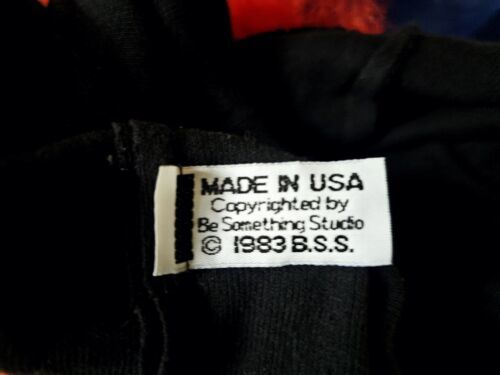 MADE IN USA
Copyrighted by
Be Something Studio
© 1983 B.S.S.